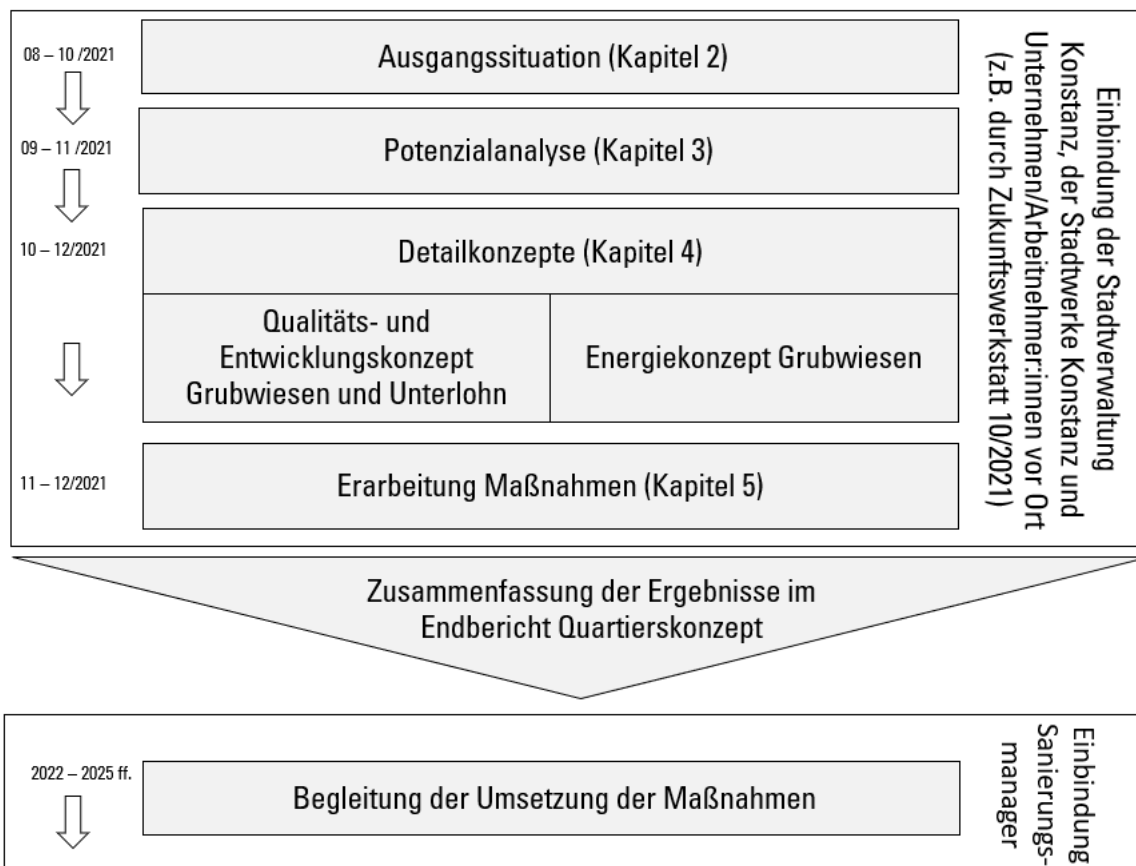 08 – 10 /2021
Ausgangssituation (Kapitel 2)
09 – 11 /2021
Potenzialanalyse (Kapitel 3)
10 – 12/2021
Detailkonzepte (Kapitel 4)
Qualitäts- und
Entwicklungskonzept
Grubwiesen und Unterlohn
Energiekonzept Grubwiesen
11 – 12/2021
Erarbeitung Maßnahmen (Kapitel 5)
Einbindung der Stadtverwaltung
Konstanz, der Stadtwerke Konstanz und
Unternehmen/Arbeitnehmer:innen vor Ort
(z.B. durch Zukunftswerkstatt 10/2021)
Zusammenfassung der Ergebnisse im
Endbericht Quartierskonzept
2022 – 2025 ff.
Begleitung der Umsetzung der Maßnahmen
Einbindung
Sanierungs-
manager